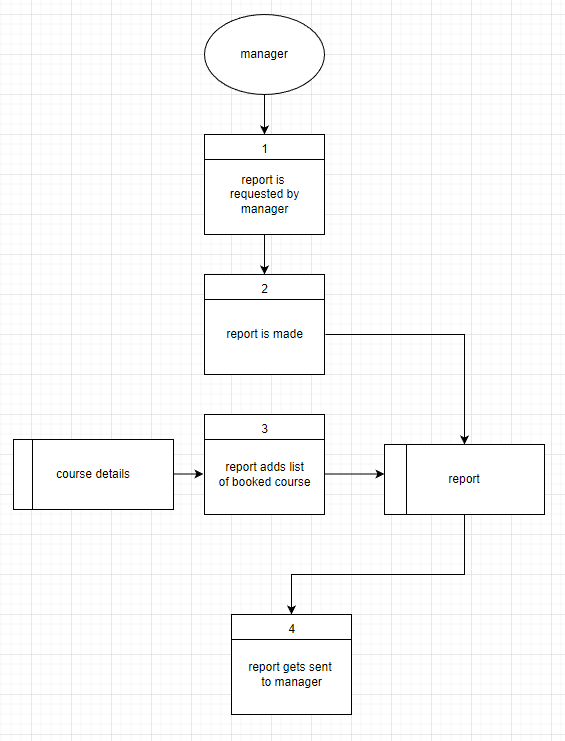 manager
1
report is
requested by
manager
2
report is made
3
report adds list
of booked course
course details
report
4
report gets sent
to manager